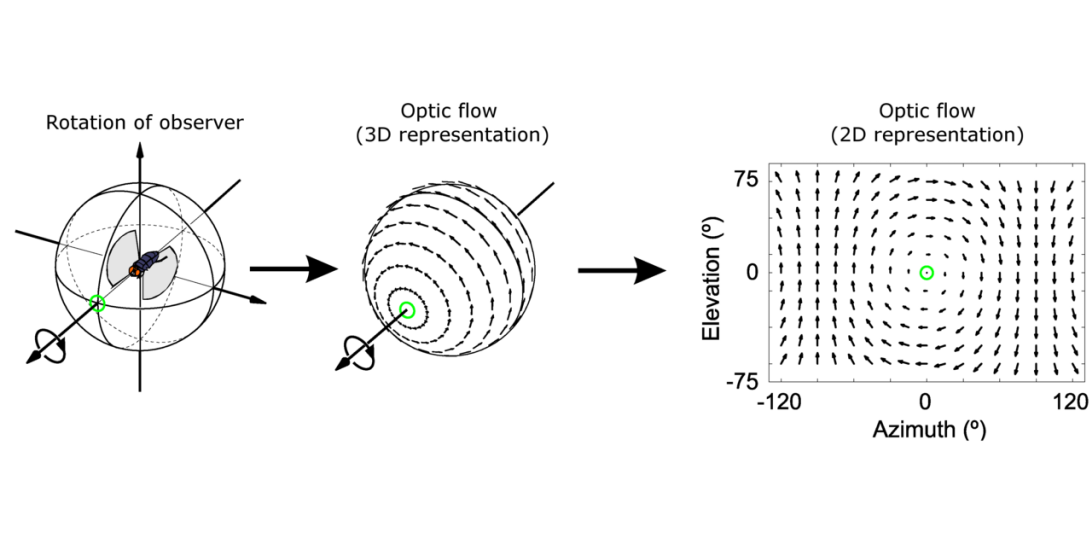 Rotation of observer
Optic flow
(3D representation)
Optic flow
(2D representation)
75
0
-75
Elevation (º)
-120
0
120
Azimuth (º)